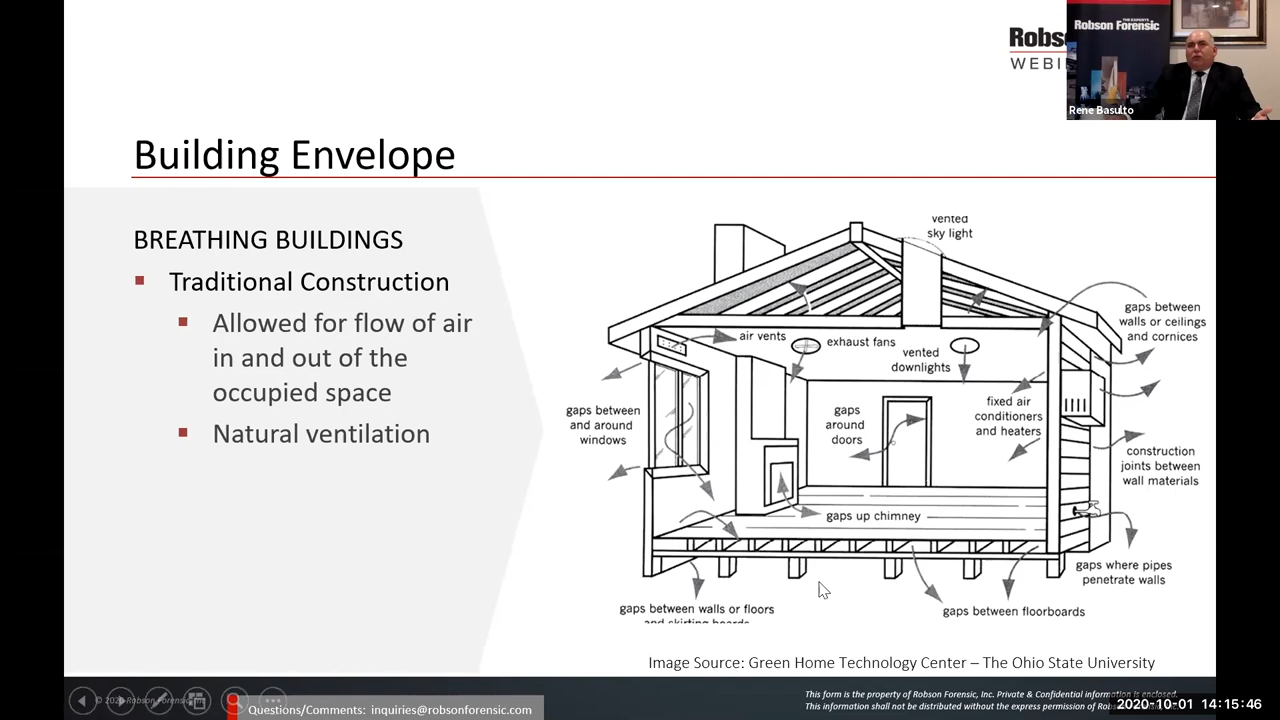 Robs
WEBI
THE EXPERTS
Robson Forensic
Rene Basulto
Building Envelope
BREATHING BUILDINGS
Traditional Construction
Allowed for flow of air
in and out of the
occupied space
Natural ventilation
vented
sky light
gaps between
walls or ceilings
and cornices
air vents
exhaust fans
vented
downlights
fixed air
conditioners
and heaters
gaps between
and around
windows
gaps
around
doors
construction
joints between
wall materials
gaps up chimney
gaps where pipes
penetrate walls
gaps between walls or floors
and skirting boards
gaps between floorboards
Image Source: Green Home Technology Center – The Ohio State University
Questions/Comments: inquiries@robsonforensic.com
This form is the property of Robson Forensic, Inc. Private & Confidential information is enclosed.
This information shall not be distributed without the express permission of
2020-10-01 14:15:46